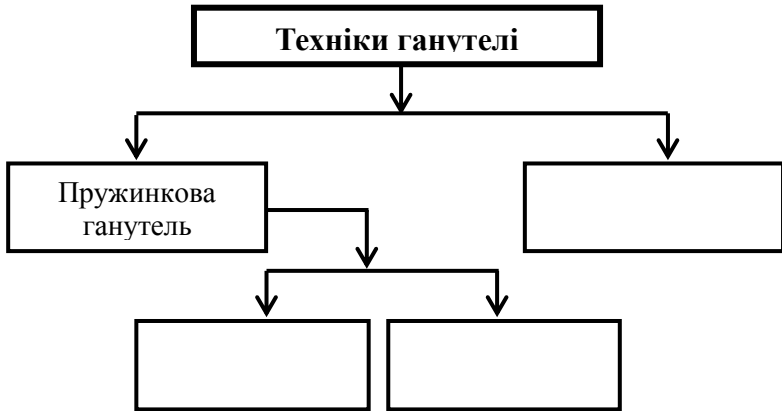 Техніки ганутелі
Пружинкова
ганутель